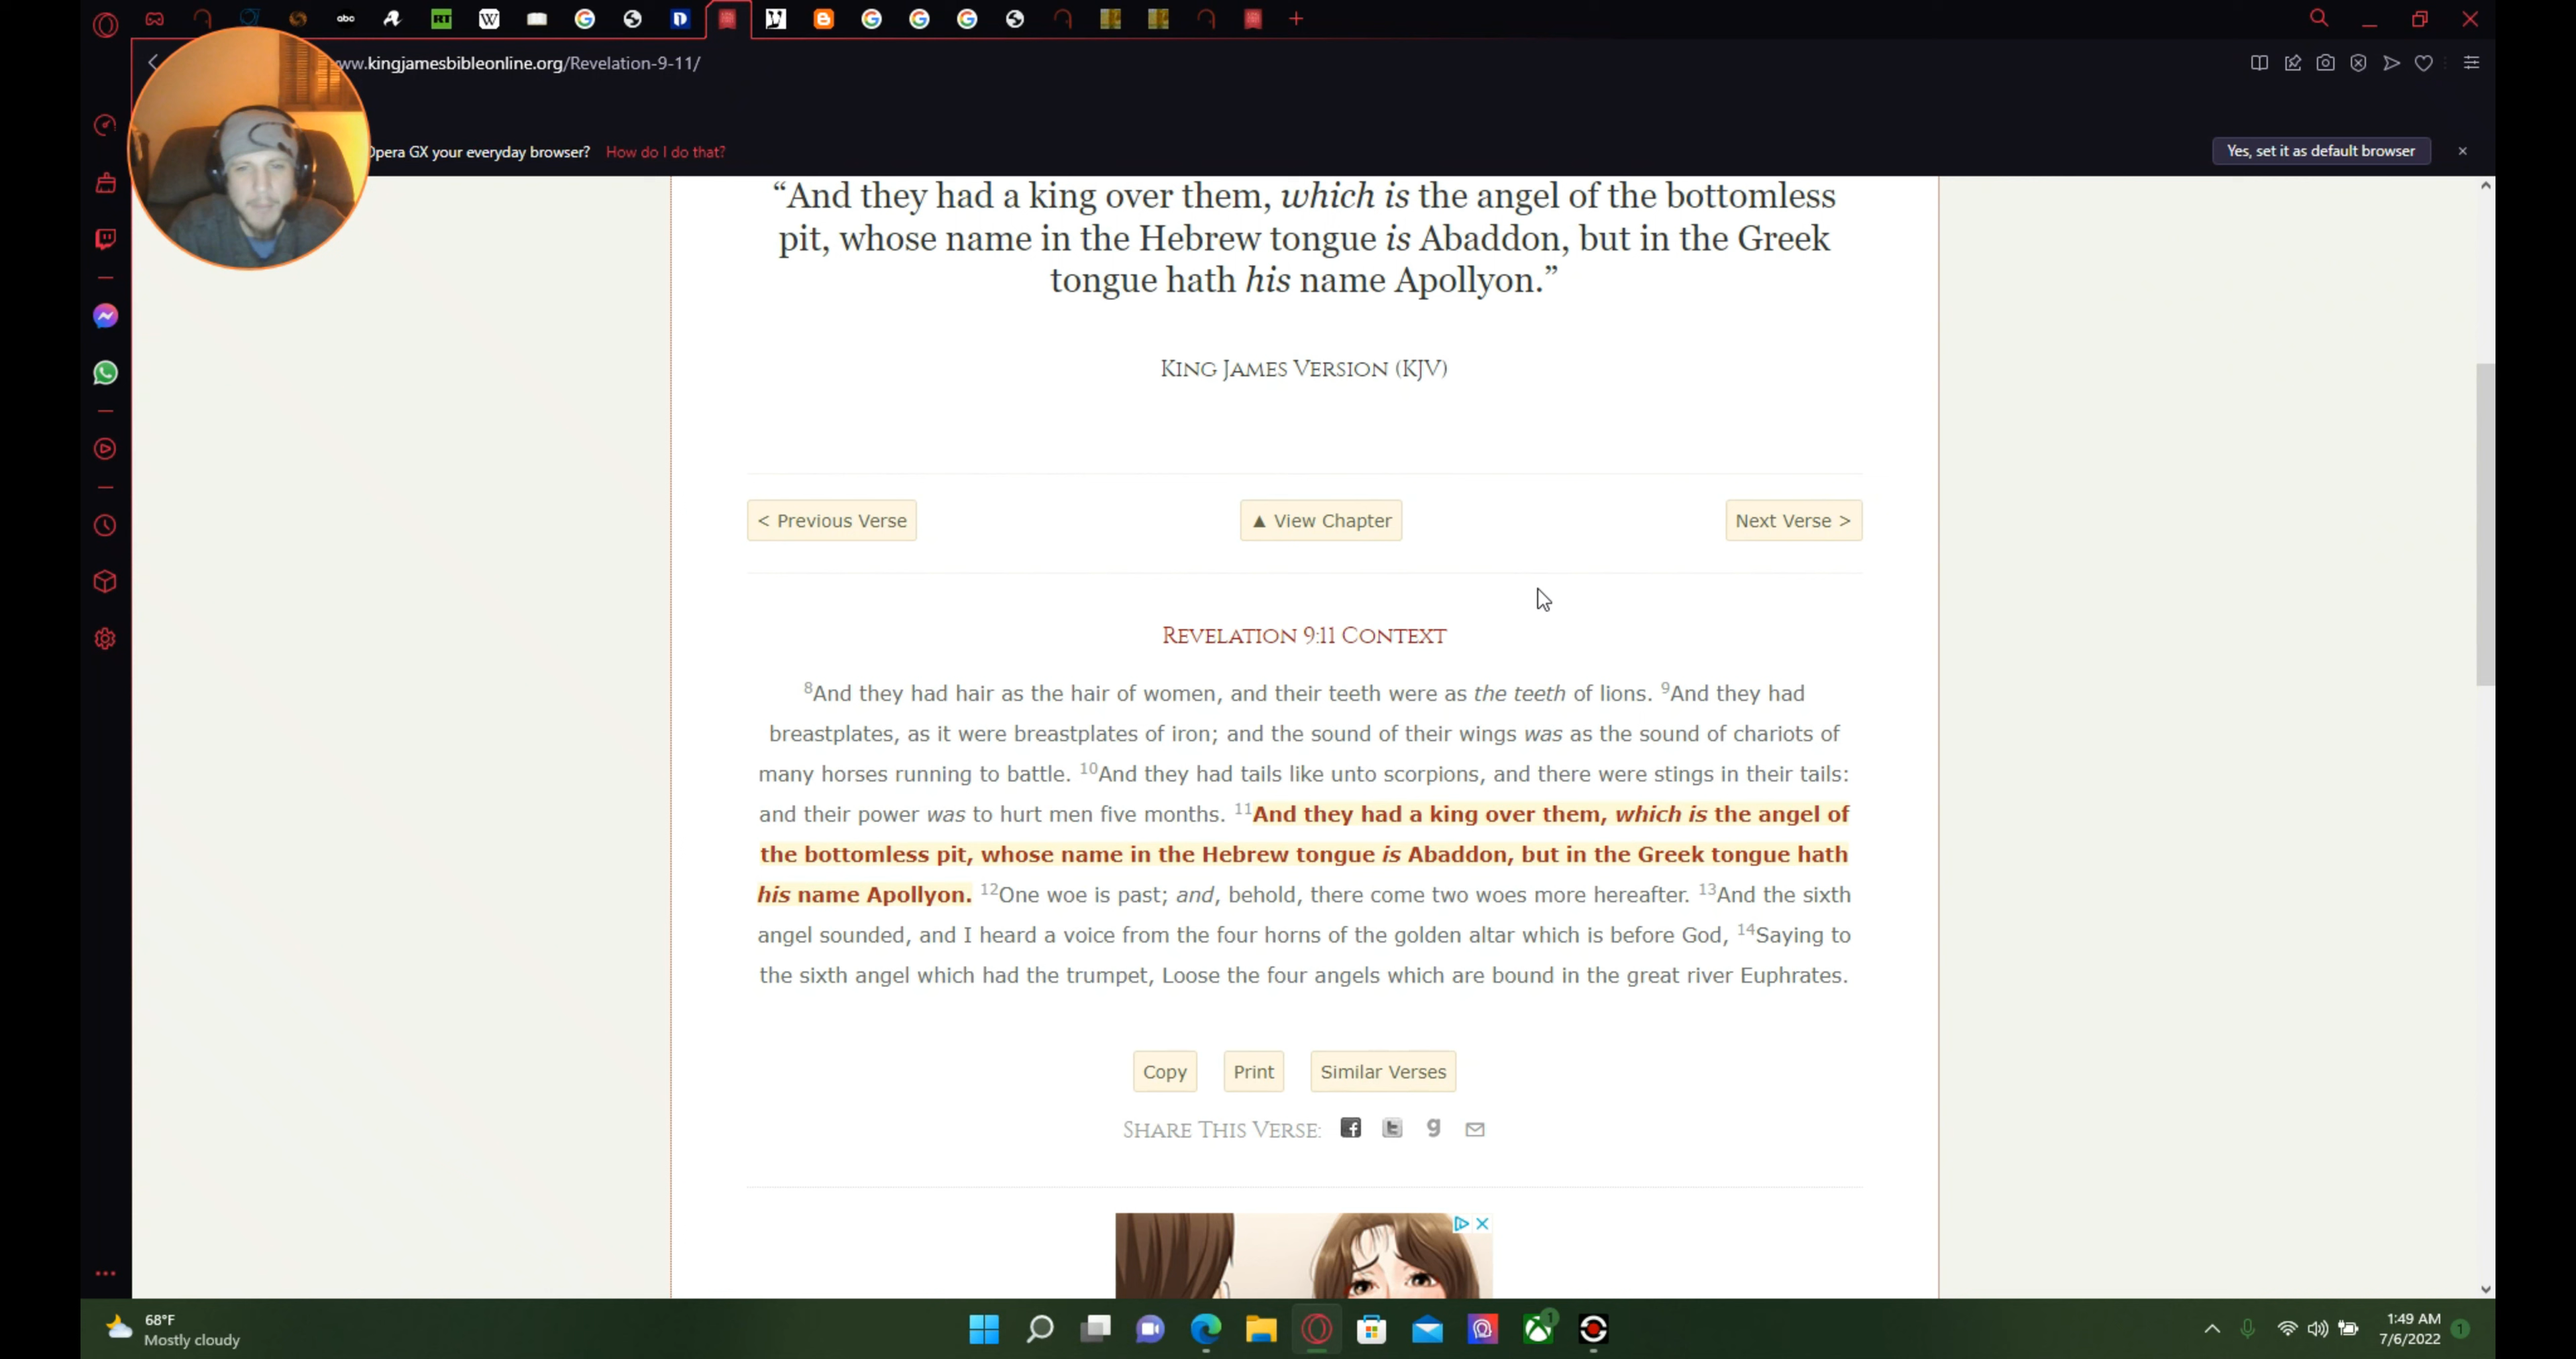 abc
RT
W
ww.kingjamesbibleonline.org/Revelation-9-11/
Opera GX your everyday browser? How do I do that?
Yes, set it as default browser
“And they had a king over them, which is the angel of the bottomless
pit, whose name in the Hebrew tongue is Abaddon, but in the Greek
tongue hath his name Apollyon.”
King James Version (KJV)
< Previous Verse
▲ View Chapter
Next Verse >
Revelation 9:11 Context
8And they had hair as the hair of women, and their teeth were as the teeth of lions. 9And they had
breastplates, as it were breastplates of iron; and the sound of their wings was as the sound of chariots of
many horses running to battle. 10And they had tails like unto scorpions, and there were stings in their tails:
and their power was to hurt men five months. 11And they had a king over them, which is the angel of
the bottomless pit, whose name in the Hebrew tongue is Abaddon, but in the Greek tongue hath
his name Apollyon. 12One woe is past; and, behold, there come two woes more hereafter. 13And the sixth
angel sounded, and I heard a voice from the four horns of the golden altar which is before God, 14Saying to
the sixth angel which had the trumpet, Loose the four angels which are bound in the great river Euphrates.
Copy
Print
Similar Verses
Share This Verse:
68°F
Mostly cloudy
1
1:49 AM
7/6/2022
1